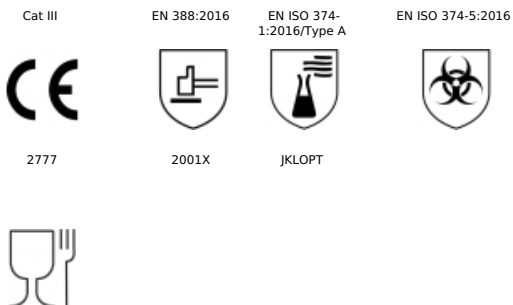 Cat III
EN 388:2016
EN ISO 374-
1:2016/Type A
EN ISO 374-5:2016
CE
2777
2001X
JKLOPT